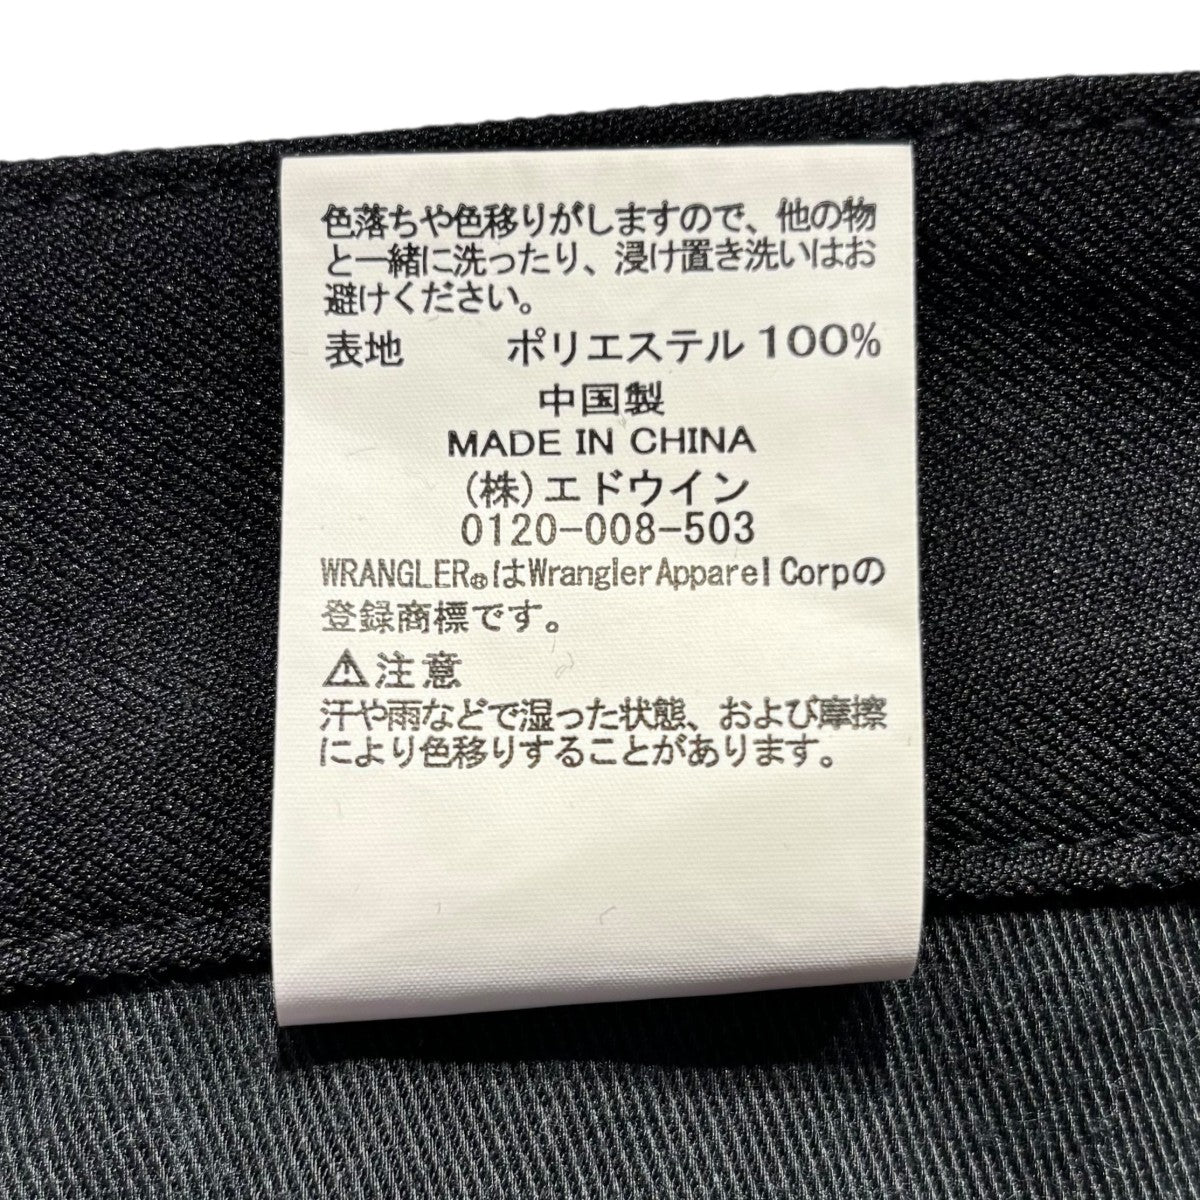 色落ちや色移りがしますので、他の物
と一緒に洗ったり、浸け置き洗いはお
避けください。
表地 ポリエステル 100%
中国製
MADE IN CHINA
(株)エドウイン
0120-008-503
WRANGLER®はWrangler Apparel Corpの
登録商標です。
⚠注意
汗や雨などで湿った状態、および摩擦
により色移りすることがあります。